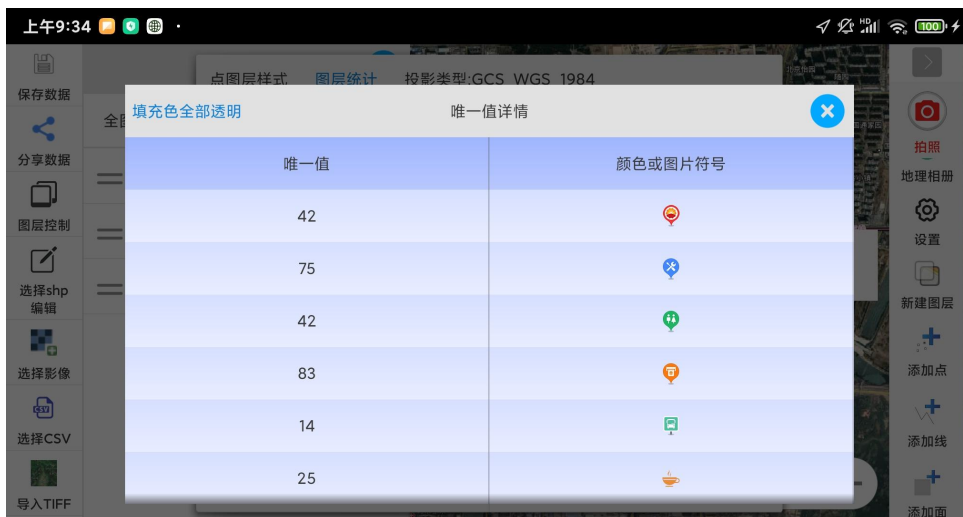 上午9:34
HD
100
保存数据
分享数据
图层控制
选择shp
编辑
选择影像
CSV
选择CSV
导入TIFF
点图层样式 图层统计 投影类型:GCS_WGS_1984
填充色全部透明 唯一值详情
唯一值 颜色或图片符号
42
75
42
83
14
25
拍照
地理相册
设置
新建图层
添加点
添加线
添加面